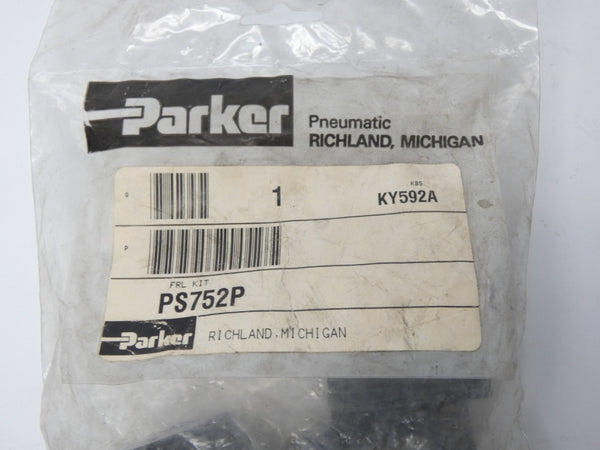 Parker
Pneumatic
RICHLAND, MICHIGAN
Q
1
KBS
KY592A
P
FRL KIT
PS752P
Parker
RICHLAND, MICHIGAN